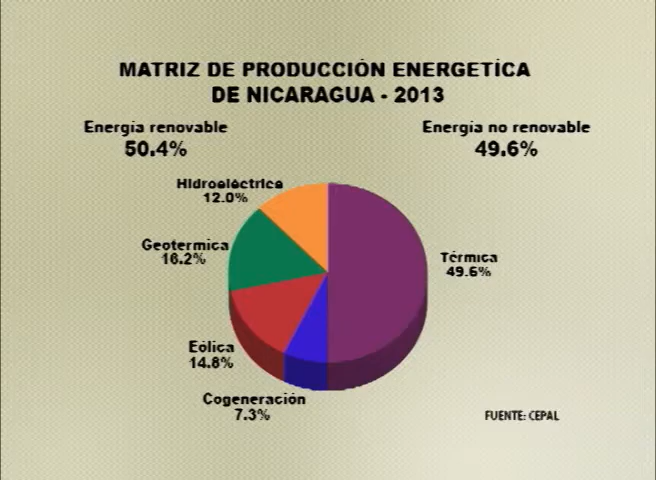 MATRIZ DE PRODUCCIÓN ENERGETÍCA
DE NICARAGUA - 2013
Energía renovable
50.4%
Energía no renovable
49.6%
Hidroeléctrica
12.0%
Geotermica
16.2%
Térmica
49.6%
Eólica
14.8%
Cogeneración
7.3%
FUENTE: CEPAL